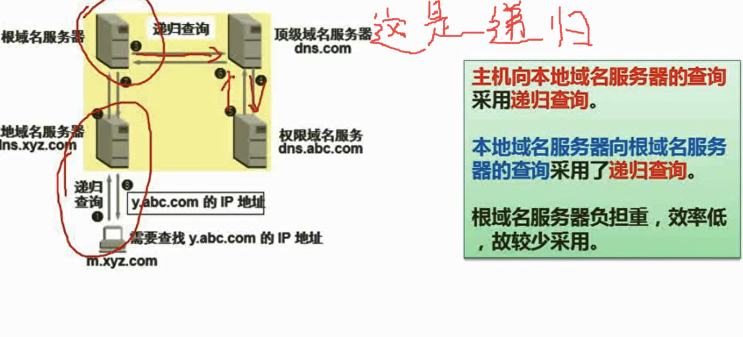 根域名服务器
递归查询
顶级域名服务器
dns.com
这是递归
❸
❷
❻
❹
❼
❺
地域名服务器
dns.xyz.com
权限域名服务
dns.abc.com
递归
查询
❶
❽
y.abc.com 的 IP 地址
需要查找 y.abc.com 的 IP 地址
m.xyz.com
主机向本地域名服务器的查询
采用递归查询。
本地域名服务器向根域名服务
器的查询采用了递归查询。
根域名服务器负担重，效率低
，故较少采用。